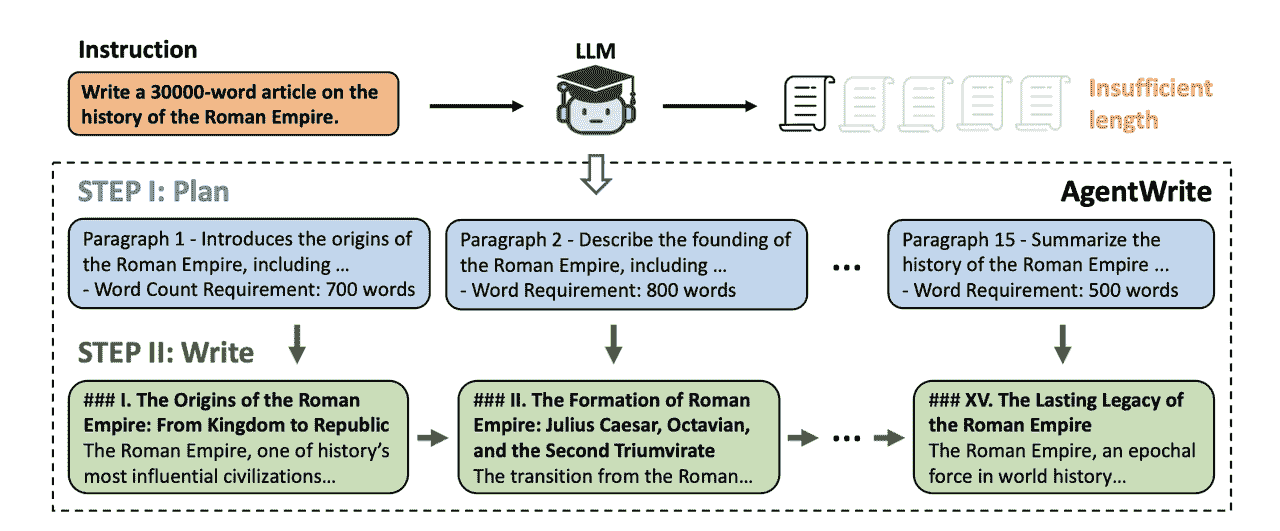 Instruction
LLM
Write a 30000-word article on the
history of the Roman Empire.
Insufficient
length
STEP I: Plan
AgentWrite
Paragraph 1 - Introduces the origins of
the Roman Empire, including ...
- Word Count Requirement: 700 words
Paragraph 2 - Describe the founding of
the Roman Empire, including ...
- Word Requirement: 800 words
...
Paragraph 15 - Summarize the
history of the Roman Empire ...
- Word Requirement: 500 words
STEP II: Write
### I. The Origins of the Roman
Empire: From Kingdom to Republic
The Roman Empire, one of history's
most influential civilizations...
### II. The Formation of Roman
Empire: Julius Caesar, Octavian,
and the Second Triumvirate
The transition from the Roman...
...
### XV. The Lasting Legacy of
the Roman Empire
The Roman Empire, an epochal
force in world history...